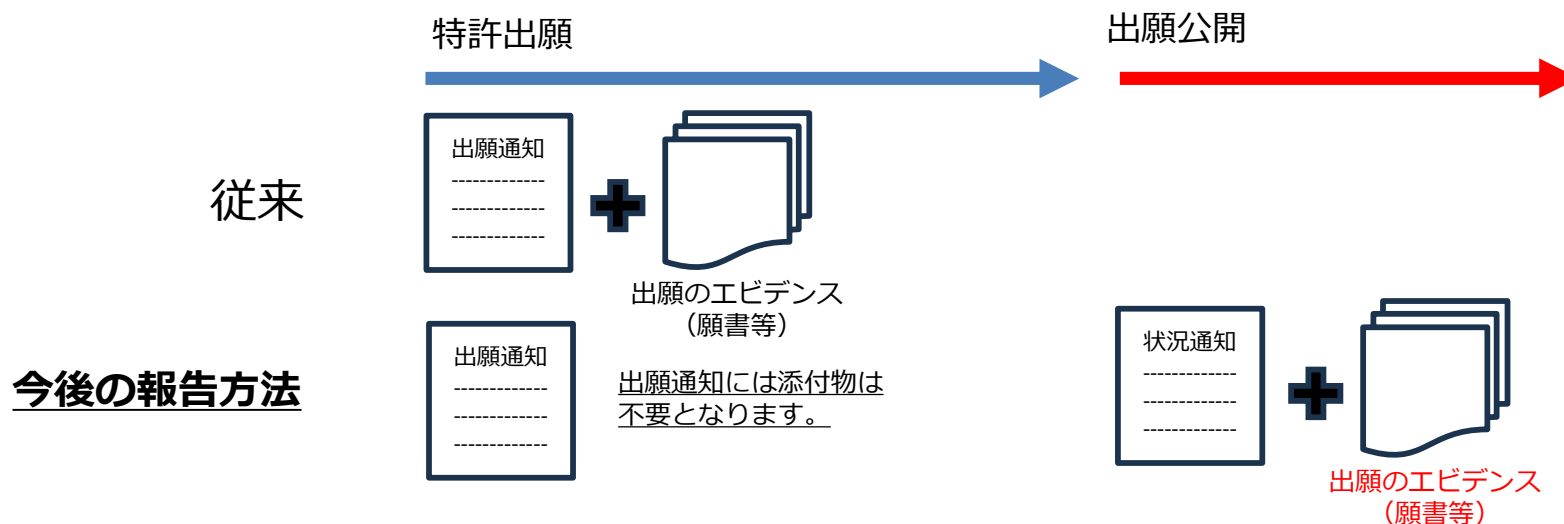 特許出願
出願公開
従来
出願通知
-------------
-------------
-------------
出願のエビデンス
（願書等）
今後の報告方法
出願通知
-------------
-------------
-------------
出願通知には添付物は
不要となります。
状況通知
-------------
-------------
-------------
出願のエビデンス
（願書等）